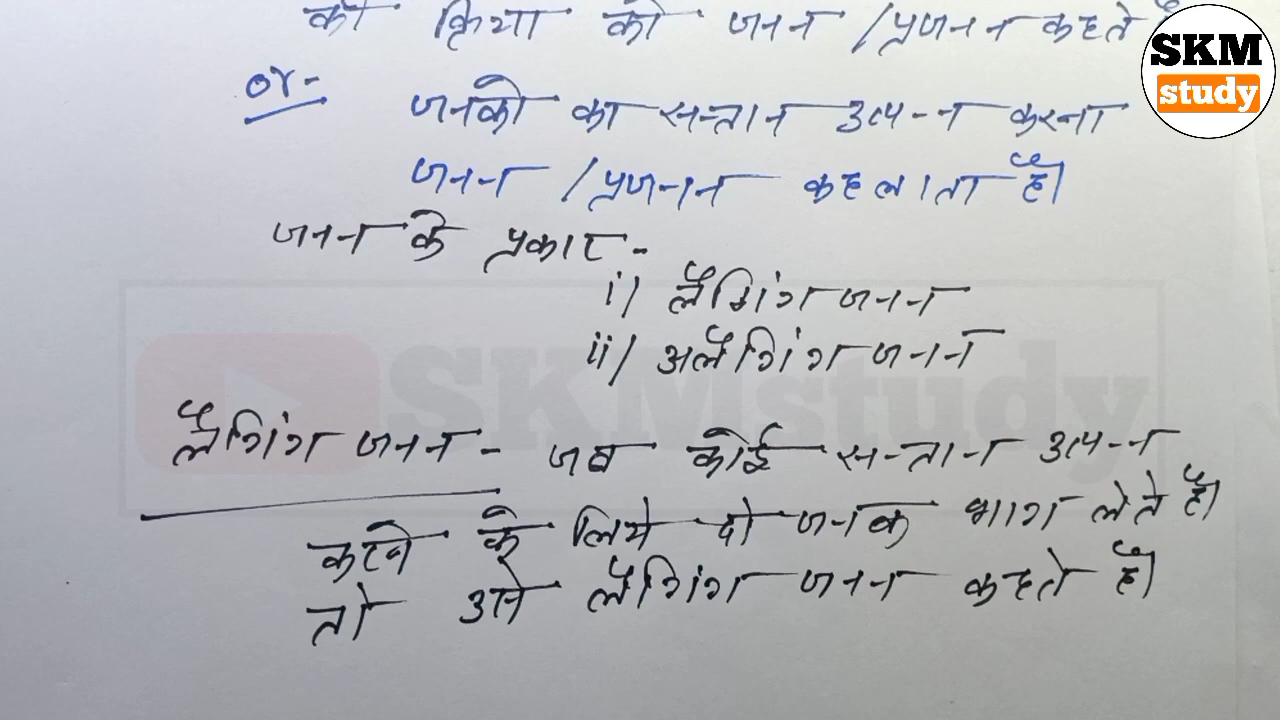 की क्रिया को जनन / प्रजनन कहते है
SKM
study
or- जनको का सन्तान उत्पन्न करना
जनन / प्रजनन कहलाता है।
जनन के प्रकार -
i) लैगिंग जनन
ii) अलैगिंग जनन
SKMstudy
लैगिंग जनन - जब कोई सन्तान उत्पन्न
करने के लिये दो जनक भाग लेते है।
तो उसे लैगिंग जनन कहते है।